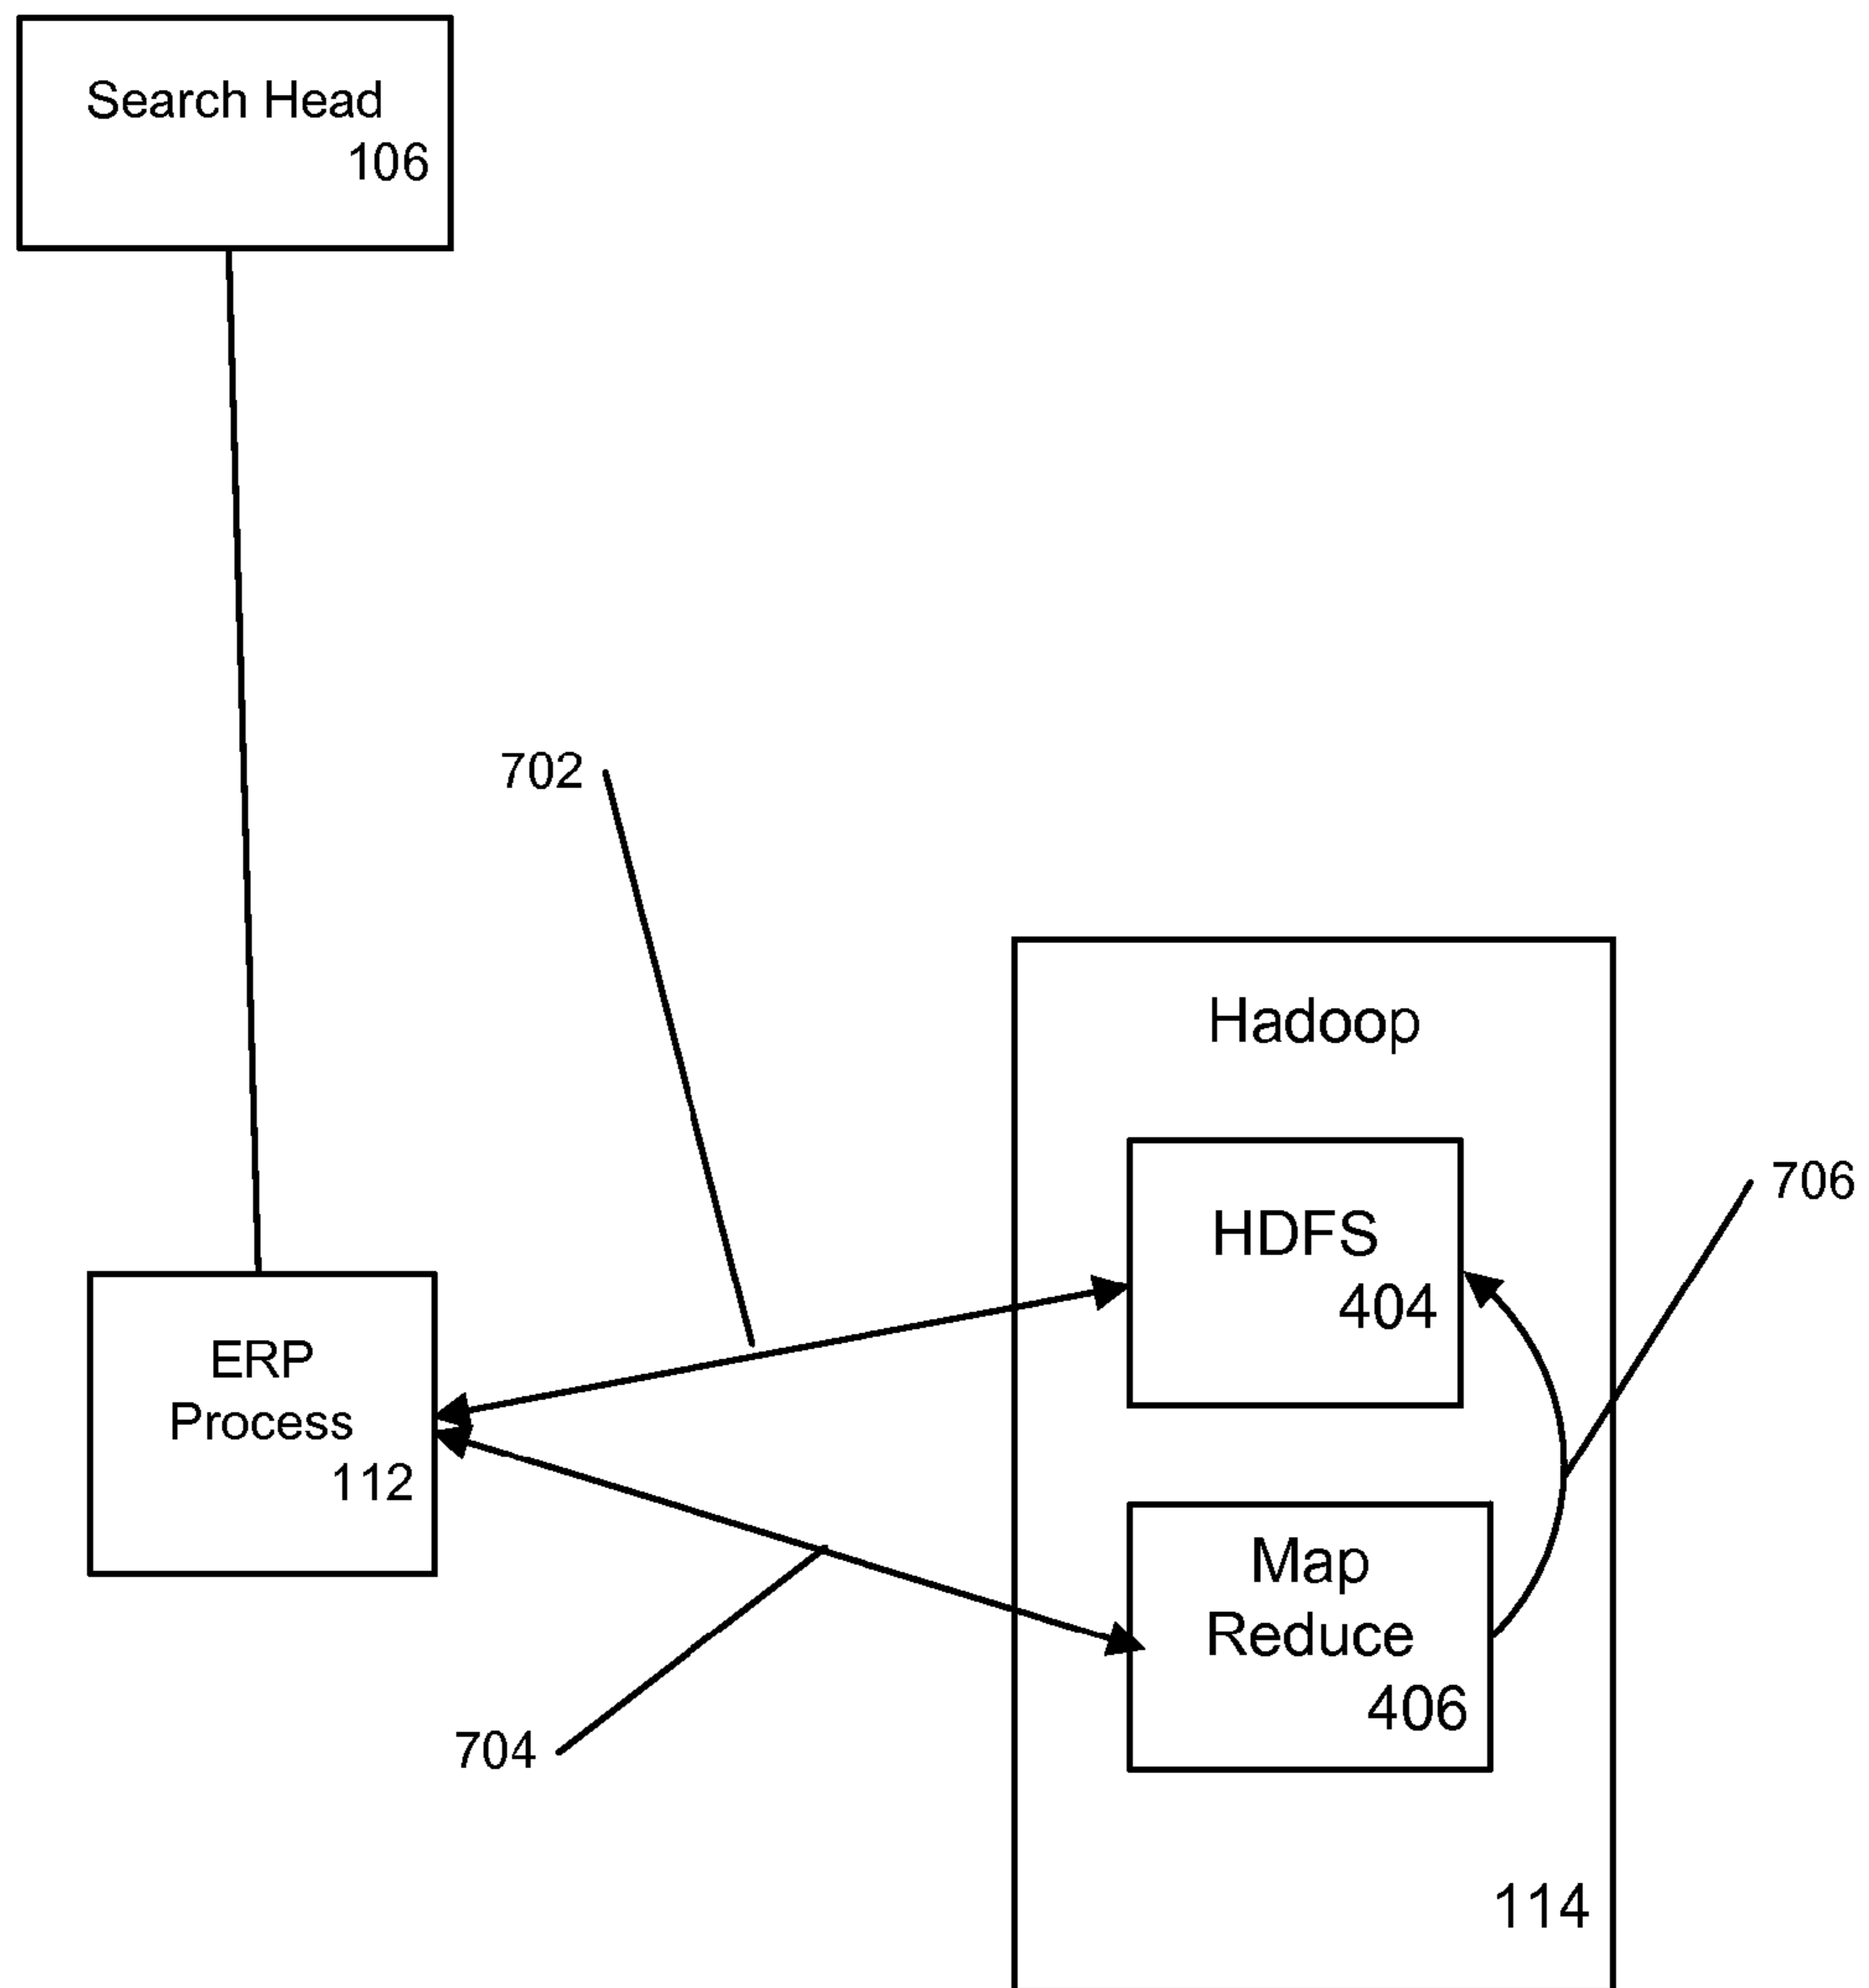 Search Head
106
702
Hadoop
706
HDFS
404
ERP
Process
112
Map
Reduce
406
704
114